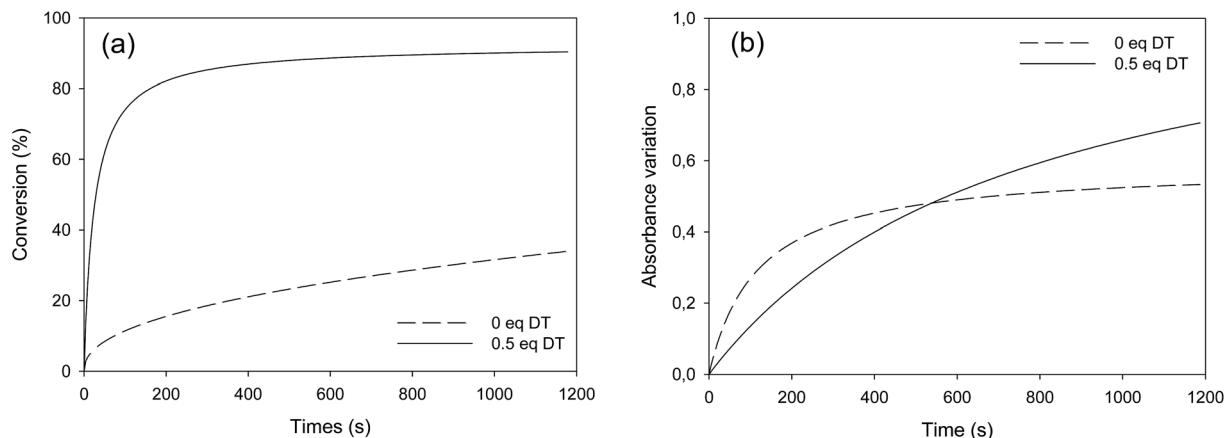 (a)
Conversion (%)
100
80
60
40
20
0
0 eq DT
0.5 eq DT
0 200 400 600 800 1000 1200
Times (s)
(b)
Absorbance variation
1,0
0,8
0,6
0,4
0,2
0,0
0 eq DT
0.5 eq DT
0 200 400 600 800 1000 1200
Time (s)